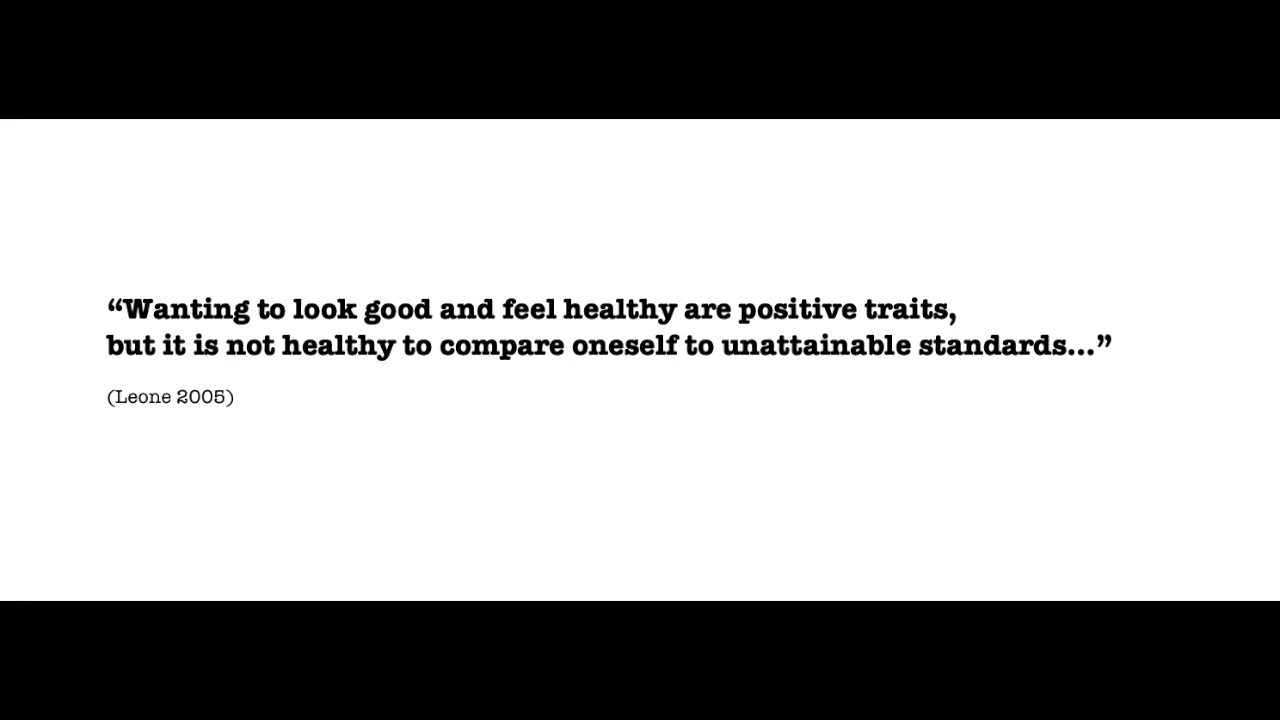 “Wanting to look good and feel healthy are positive traits,
but it is not healthy to compare oneself to unattainable standards...”
(Leone 2005)